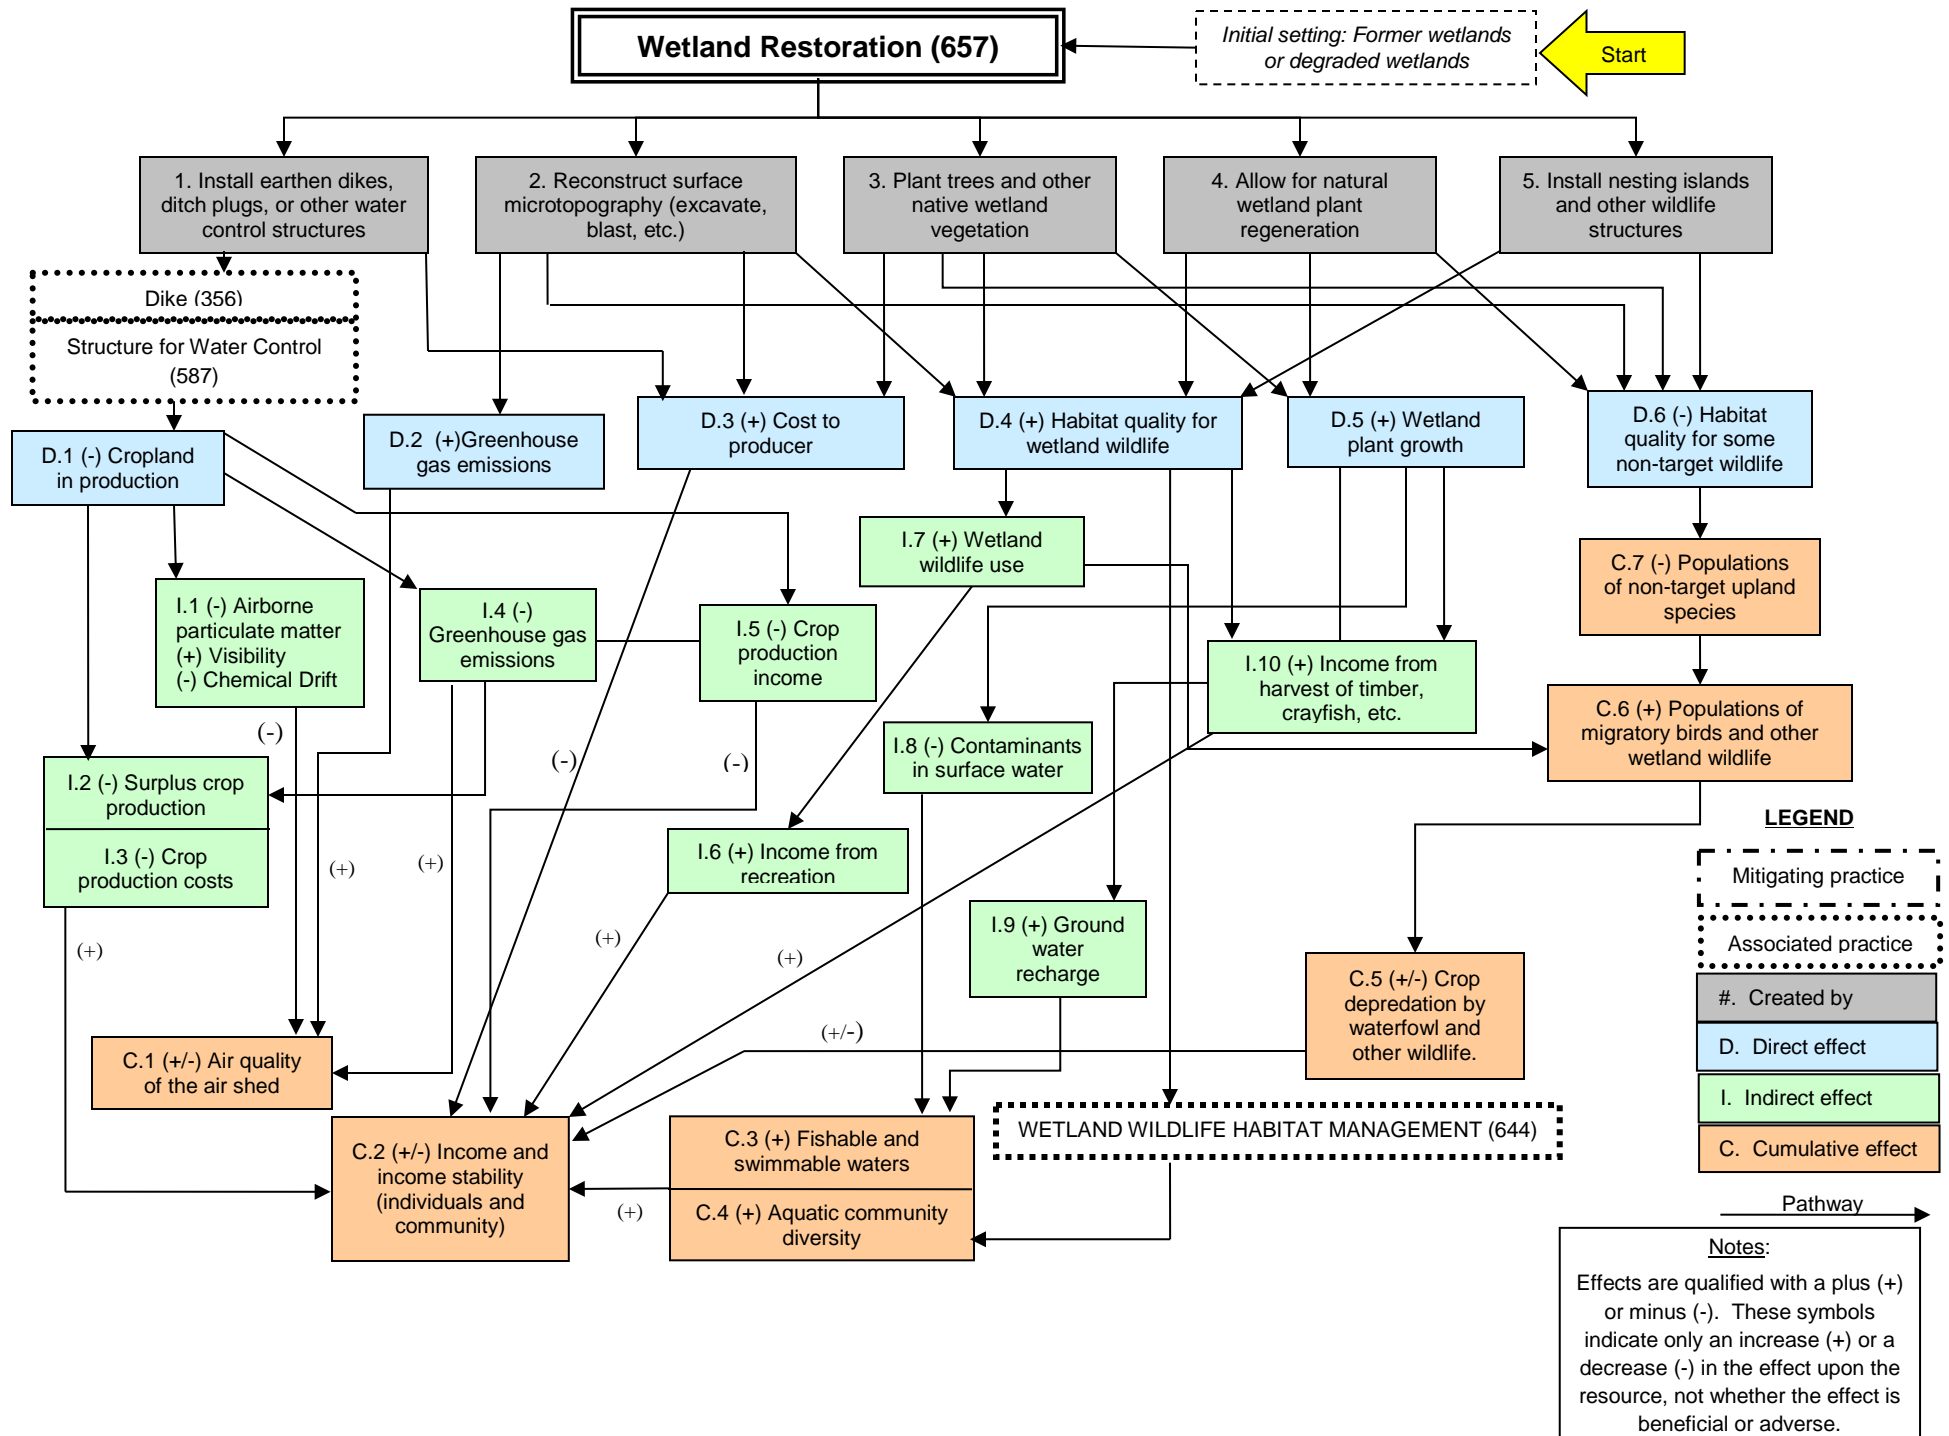 Wetland Restoration (657)
Initial setting: Former wetlands
or degraded wetlands
Start
1. Install earthen dikes,
ditch plugs, or other water
control structures
2. Reconstruct surface
microtopography (excavate,
blast, etc.)
3. Plant trees and other
native wetland
vegetation
4. Allow for natural
wetland plant
regeneration
5. Install nesting islands
and other wildlife
structures
Dike (356)
Structure for Water Control
(587)
D.1 (-) Cropland
in production
D.2 (+)Greenhouse
gas emissions
D.3 (+) Cost to
producer
D.4 (+) Habitat quality for
wetland wildlife
D.5 (+) Wetland
plant growth
D.6 (-) Habitat
quality for some
non-target wildlife
I.7 (+) Wetland
wildlife use
C.7 (-) Populations
of non-target upland
species
I.1 (-) Airborne
particulate matter
(+) Visibility
(-) Chemical Drift
I.4 (-)
Greenhouse gas
emissions
I.5 (-) Crop
production
income
I.10 (+) Income from
harvest of timber,
crayfish, etc.
C.6 (+) Populations of
migratory birds and other
wetland wildlife
(-)
(-)
(-)
I.8 (-) Contaminants
in surface water
I.2 (-) Surplus crop
production
I.3 (-) Crop
production costs
I.6 (+) Income from
recreation
(+)
(+)
(+)
(+)
(+)
I.9 (+) Ground
water
recharge
(+/-)
C.5 (+/-) Crop
depredation by
waterfowl and
other wildlife.
C.1 (+/-) Air quality
of the air shed
C.2 (+/-) Income and
income stability
(individuals and
community)
(+)
C.3 (+) Fishable and
swimmable waters
C.4 (+) Aquatic community
diversity
WETLAND WILDLIFE HABITAT MANAGEMENT (644)
LEGEND
Mitigating practice
Associated practice
#. Created by
D. Direct effect
I. Indirect effect
C. Cumulative effect
Pathway
Notes:
Effects are qualified with a plus (+)
or minus (-). These symbols
indicate only an increase (+) or a
decrease (-) in the effect upon the
resource, not whether the effect is
beneficial or adverse.